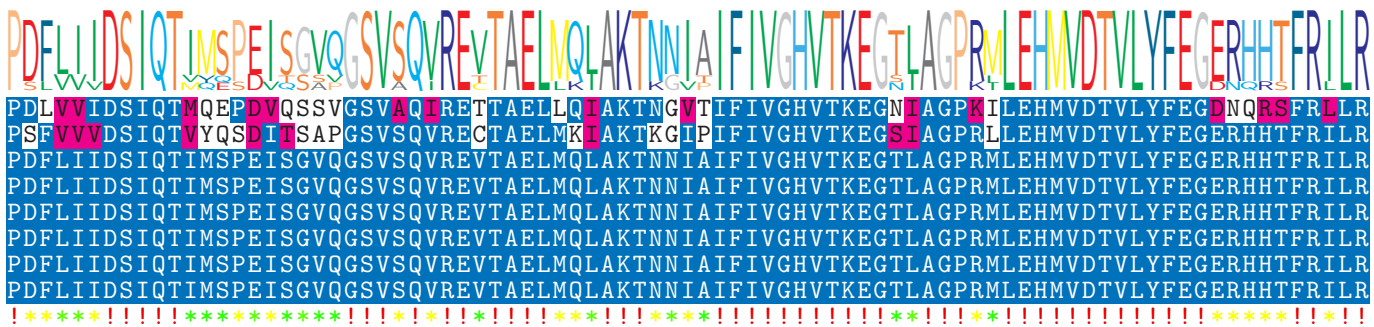 PDFLIIDSIQTIMSPEISGVQGSVSQVREVTAELMQLAKTNNIAIFIVGHVTKEGTLAGPRMLEHMVDTVLYFEGERHHTFRILR
PDLVVIDSIQTMQEPDVQSSVGSVAQIRETTAELLQIAKTNGVTIFIVGHVTKEGNIAGPKILEHMVDTVLYFEGDNQRSFRLLR
PSFVVVDSIQTVYQSDITSAPGSVSQVRECTAELMKIAKTKGIPIFIVGHVTKEGSIAGPRLLEHMVDTVLYFEGERHHTFRILR
PDFLIIDSIQTIMSPEISGVQGSVSQVREVTAELMQLAKTNNIAIFIVGHVTKEGTLAGPRMLEHMVDTVLYFEGERHHTFRILR
PDFLIIDSIQTIMSPEISGVQGSVSQVREVTAELMQLAKTNNIAIFIVGHVTKEGTLAGPRMLEHMVDTVLYFEGERHHTFRILR
PDFLIIDSIQTIMSPEISGVQGSVSQVREVTAELMQLAKTNNIAIFIVGHVTKEGTLAGPRMLEHMVDTVLYFEGERHHTFRILR
PDFLIIDSIQTIMSPEISGVQGSVSQVREVTAELMQLAKTNNIAIFIVGHVTKEGTLAGPRMLEHMVDTVLYFEGERHHTFRILR
PDFLIIDSIQTIMSPEISGVQGSVSQVREVTAELMQLAKTNNIAIFIVGHVTKEGTLAGPRMLEHMVDTVLYFEGERHHTFRILR
PDFLIIDSIQTIMSPEISGVQGSVSQVREVTAELMQLAKTNNIAIFIVGHVTKEGTLAGPRMLEHMVDTVLYFEGERHHTFRILR
!*****!!!!!**********!!!*!*!!*!!!!***!!!****!!!!!!!!!!!**!!!**!!!!!!!!!!!!!*****!!*!!